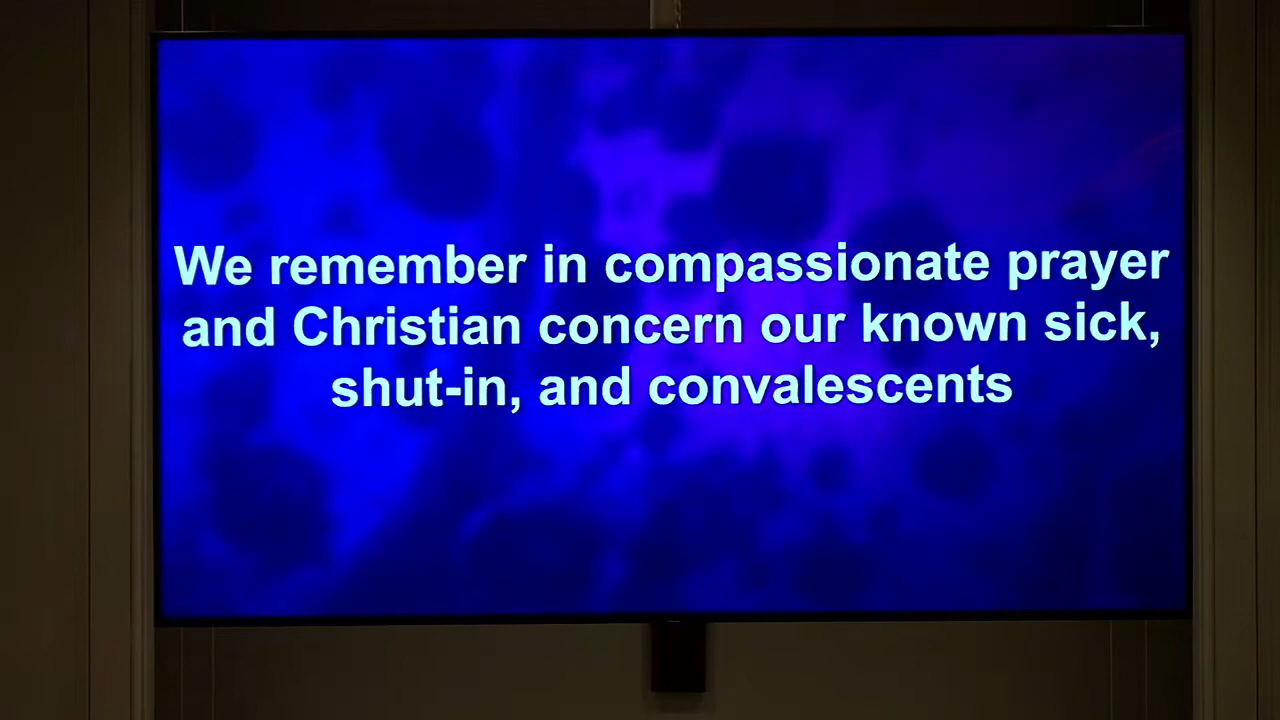 We remember in compassionate prayer
and Christian concern our known sick,
shut-in, and convalescents